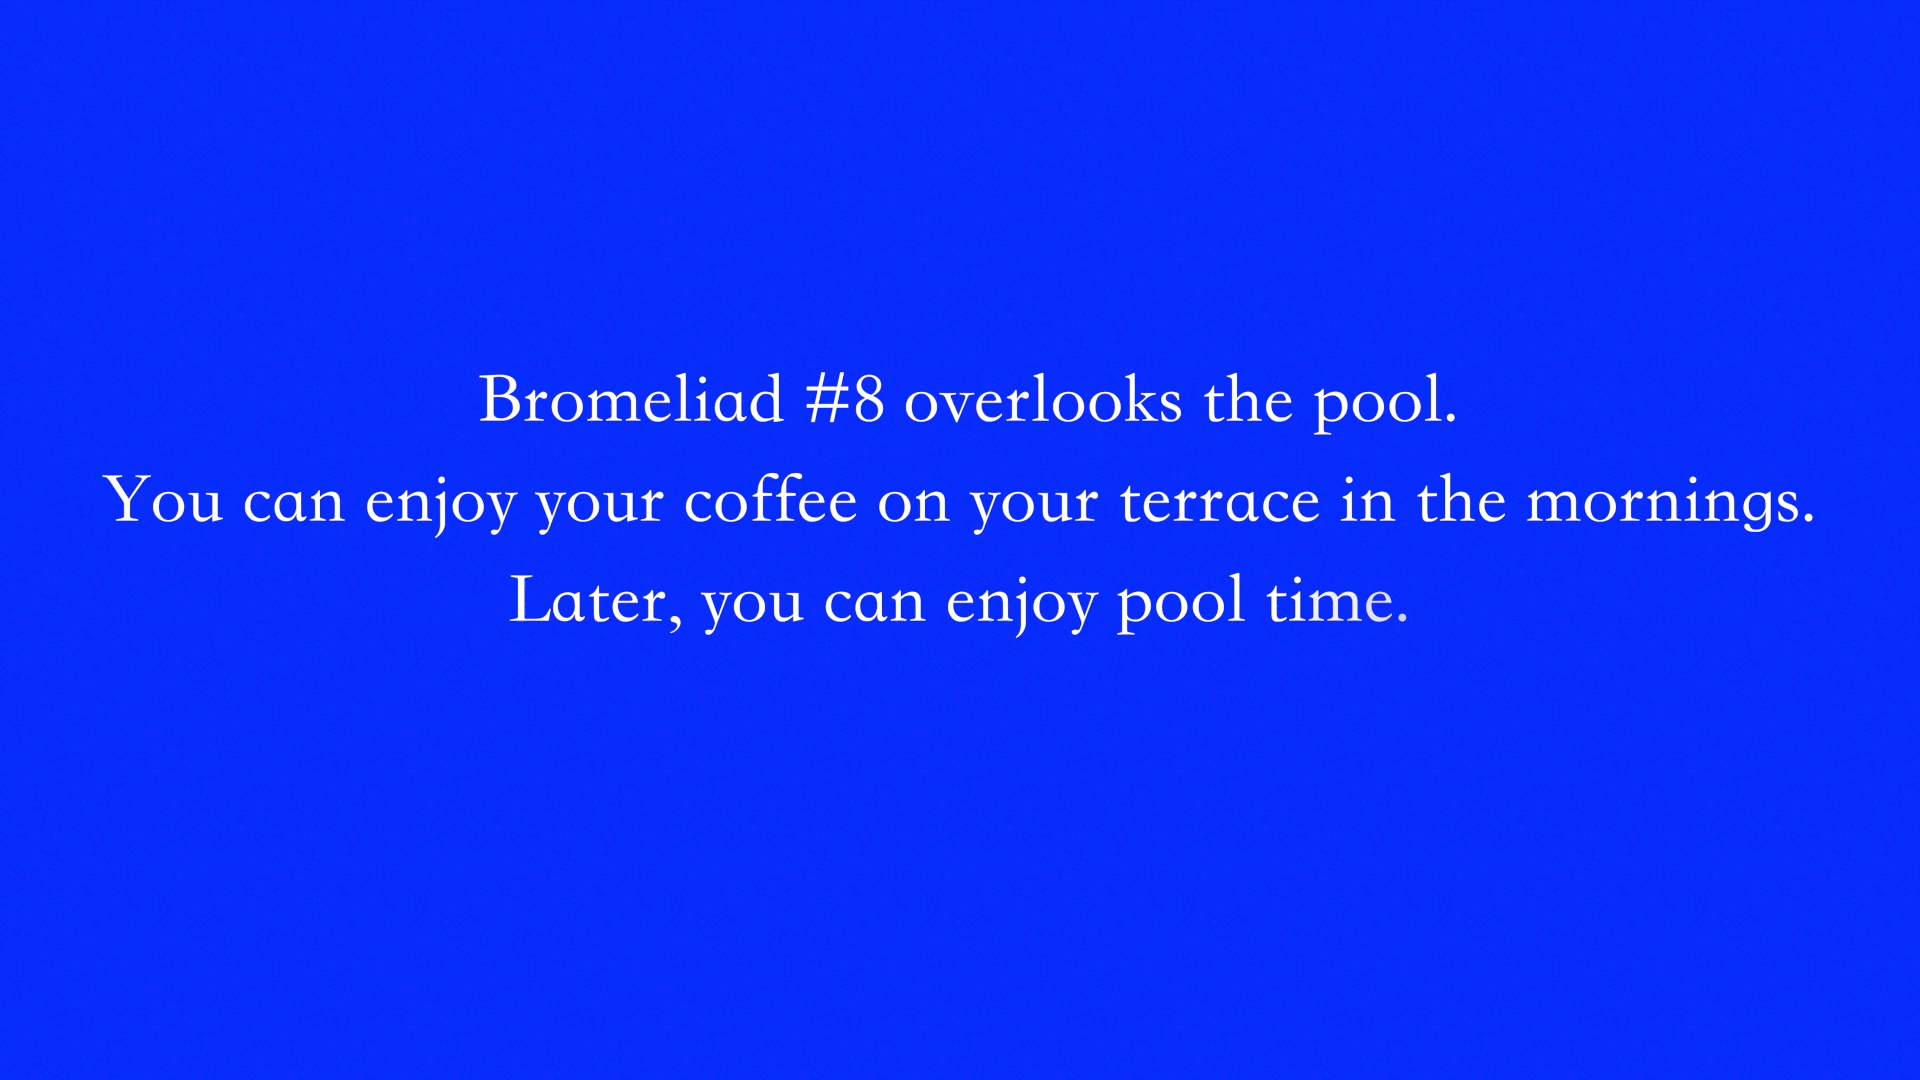 Bromeliad #8 overlooks the pool.
You can enjoy your coffee on your terrace in the mornings.
Later, you can enjoy pool time.